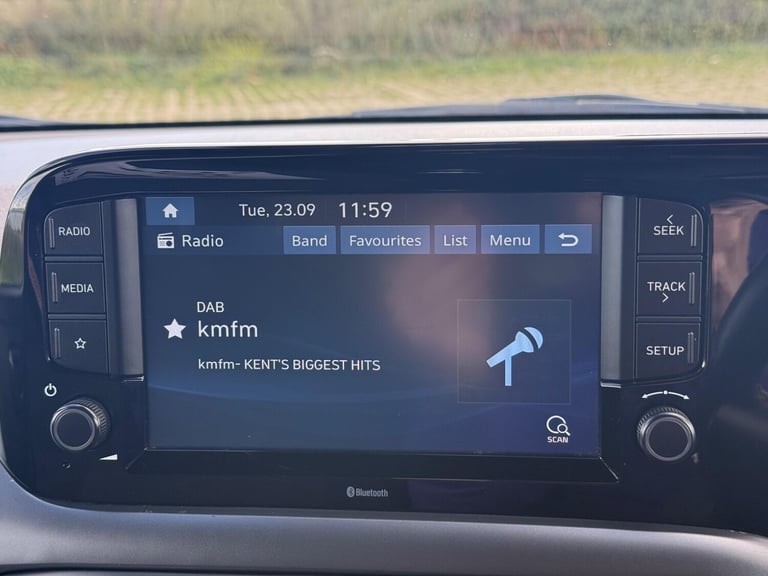 Tue, 23.09 11:59
Radio Band Favourites List Menu
DAB
kmfm
kmfm- KENT'S BIGGEST HITS
SCAN
RADIO
MEDIA
SEEK
TRACK
SETUP
Bluetooth